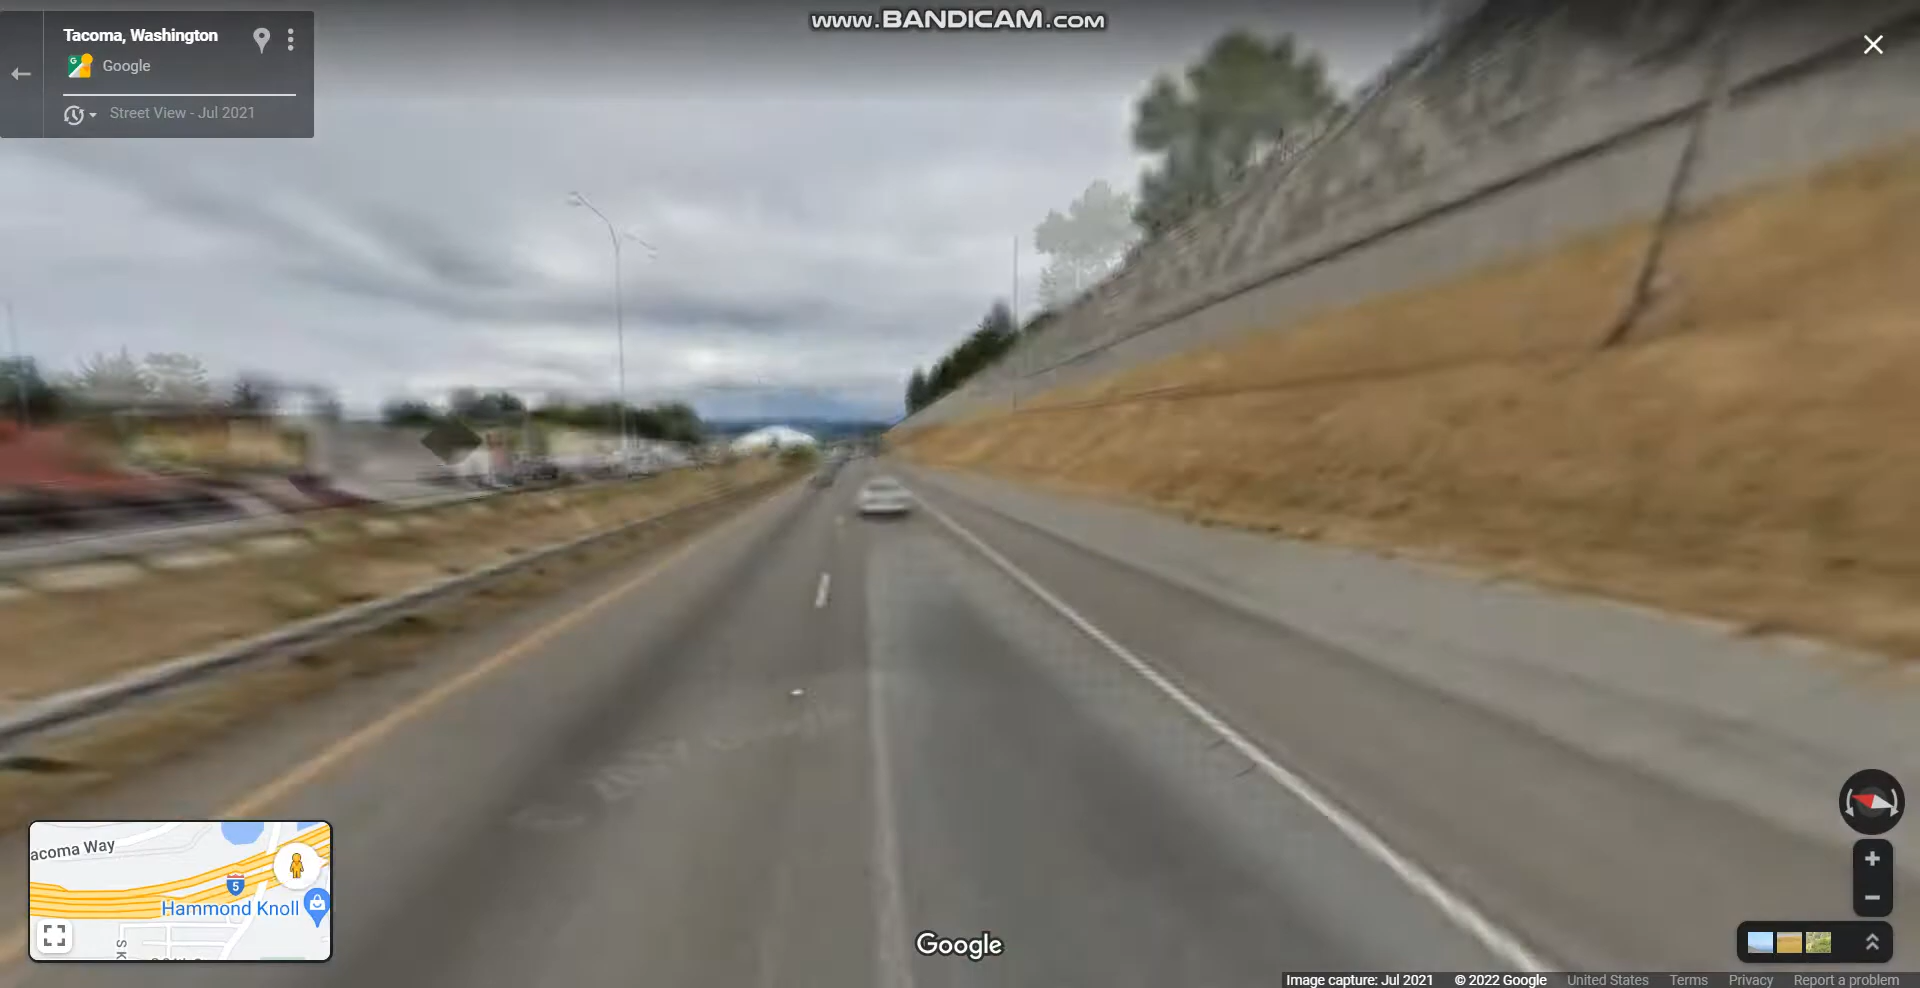 www.BANDICAM.com
Tacoma, Washington
Google
Street View - Jul 2021
acoma Way
5
Hammond Knoll
S K
Google
Image capture: Jul 2021 © 2022 Google United States Terms Privacy Report a problem